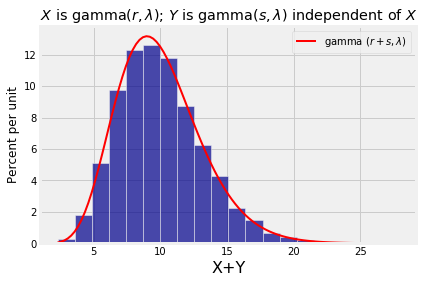 X is gamma(r, λ); Y is gamma(s, λ) independent of X
gamma (r + s, λ)
12
10
8
6
4
2
0
Percent per unit
5 10 15 20 25
X+Y